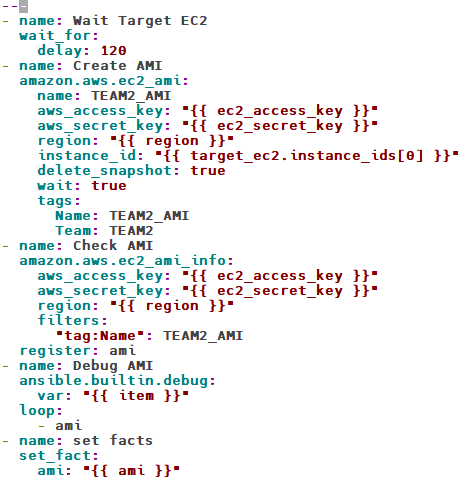 ---
- name: Wait Target EC2
  wait_for:
    delay: 120
- name: Create AMI
  amazon.aws.ec2_ami:
    name: TEAM2_AMI
    aws_access_key: "{{ ec2_access_key }}"
    aws_secret_key: "{{ ec2_secret_key }}"
    region: "{{ region }}"
    instance_id: "{{ target_ec2.instance_ids[0] }}"
    delete_snapshot: true
    wait: true
    tags:
      Name: TEAM2_AMI
      Team: TEAM2
- name: Check AMI
  amazon.aws.ec2_ami_info:
    aws_access_key: "{{ ec2_access_key }}"
    aws_secret_key: "{{ ec2_secret_key }}"
    region: "{{ region }}"
    filters:
      "tag:Name": TEAM2_AMI
  register: ami
- name: Debug AMI
  ansible.builtin.debug:
    var: "{{ item }}"
  loop:
    - ami
- name: set facts
  set_fact:
    ami: "{{ ami }}"